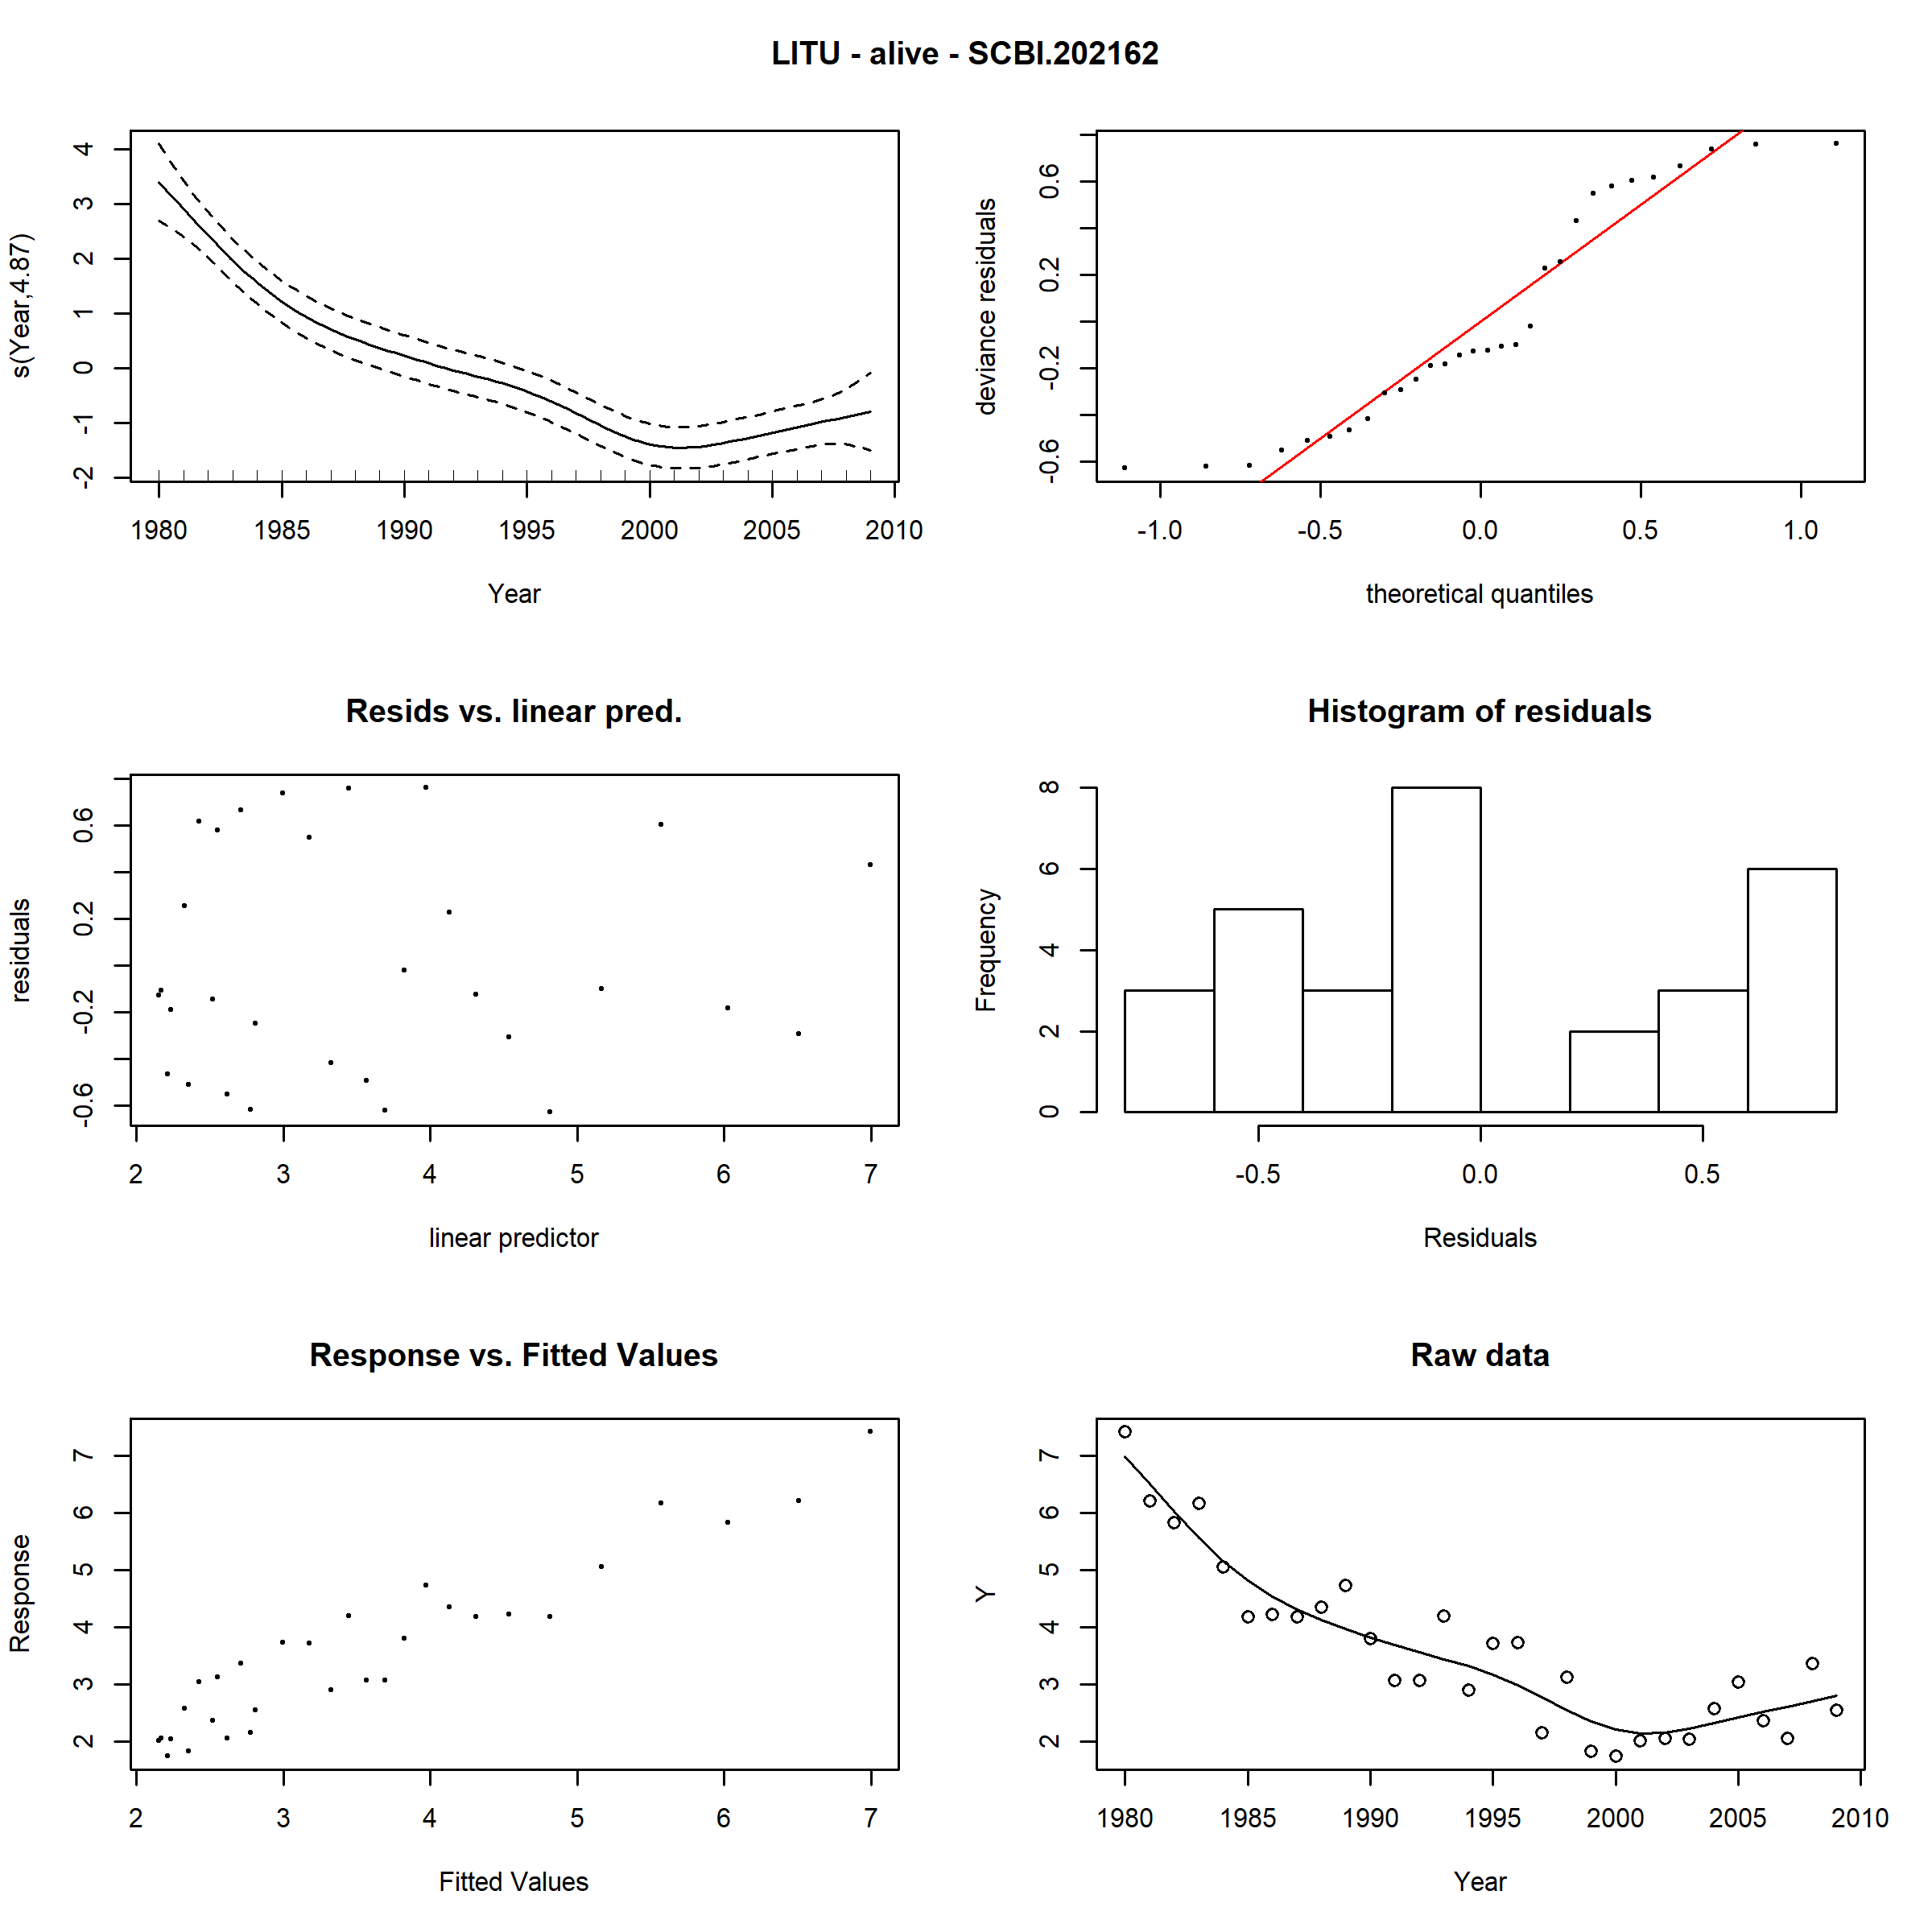 LITU - alive - SCBI.202162
s(Year,4.87)
4
3
2
1
0
-1
-2
1980 1985 1990 1995 2000 2005 2010
Year
deviance residuals
0.6
0.2
-0.2
-0.6
-1.0 -0.5 0.0 0.5 1.0
theoretical quantiles
Resids vs. linear pred.
residuals
0.6
0.2
-0.2
-0.6
2 3 4 5 6 7
linear predictor
Histogram of residuals
Frequency
8
6
4
2
0
-0.5 0.0 0.5
Residuals
Response vs. Fitted Values
Response
7
6
5
4
3
2
2 3 4 5 6 7
Fitted Values
Raw data
Y
7
6
5
4
3
2
1980 1985 1990 1995 2000 2005 2010
Year